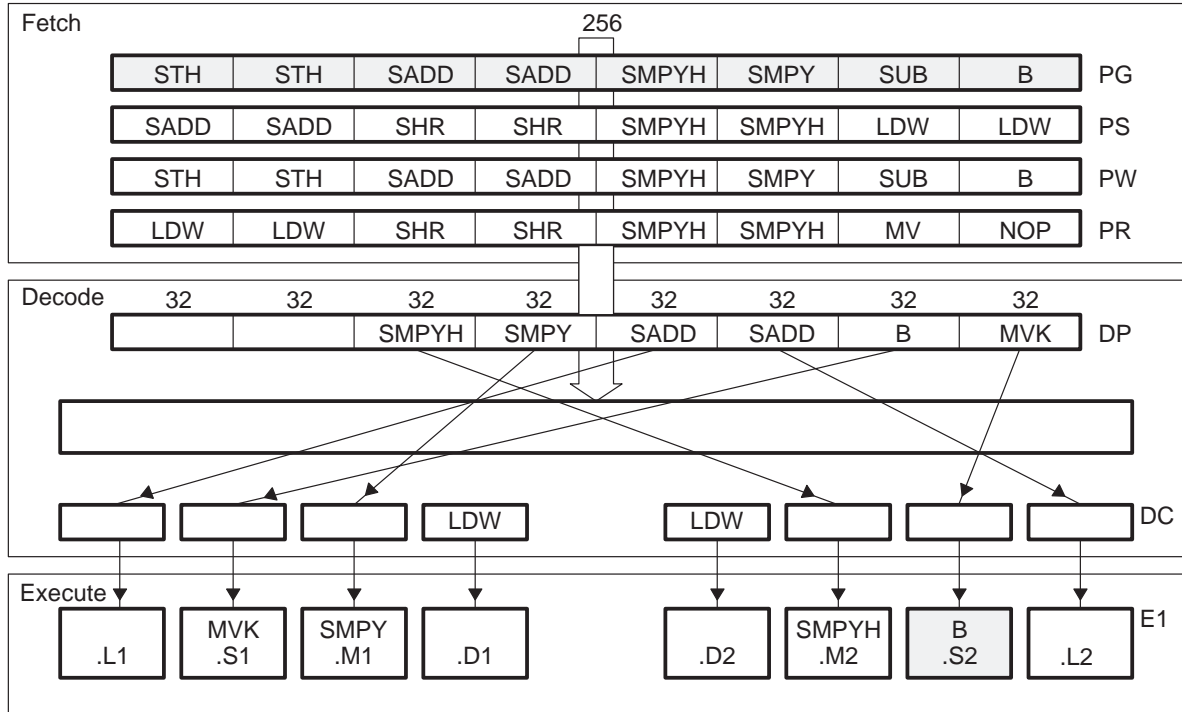 Fetch
256
STH STH SADD SADD SMPYH SMPY SUB B PG
SADD SADD SHR SHR SMPYH SMPYH LDW LDW PS
STH STH SADD SADD SMPYH SMPY SUB B PW
LDW LDW SHR SHR SMPYH SMPYH MV NOP PR
Decode
32 32 32 32 32 32 32 32
SMPYH SMPY SADD SADD B MVK DP
LDW LDW DC
Execute
MVK SMPY SMPYH B E1
.L1 .S1 .M1 .D1 .D2 .M2 .S2 .L2